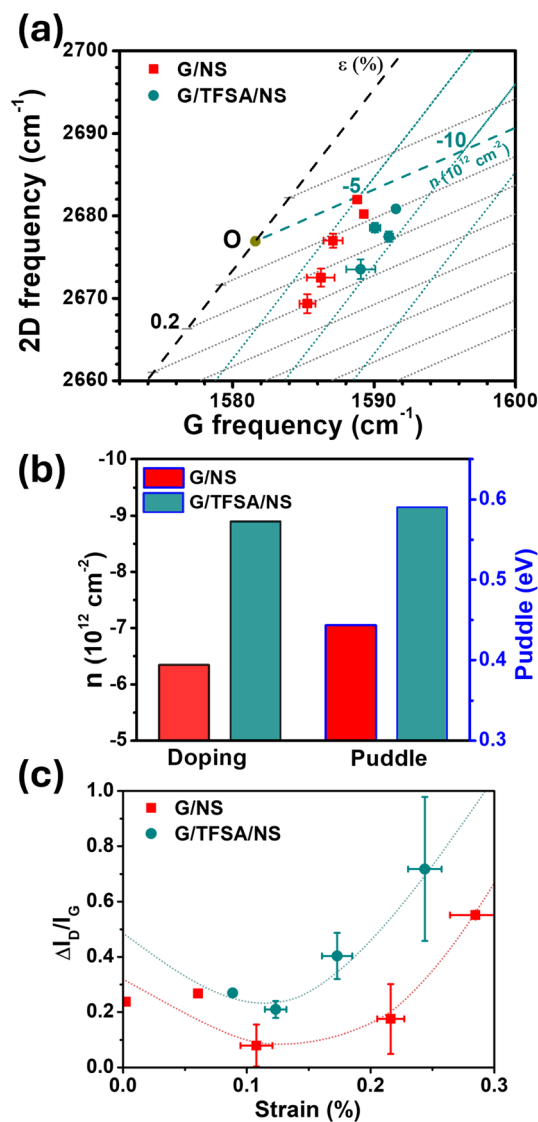 (a)
2700
2690
2680
2670
2660
2D frequency (cm⁻¹)
G/NS
G/TFSA/NS
ε (%)
-10
-5
n (10¹² cm⁻²)
O
0.2
1580
1590
1600
G frequency (cm⁻¹)
(b)
-10
-9
-8
-7
-6
-5
n (10¹² cm⁻²)
G/NS
G/TFSA/NS
0.6
0.5
0.4
0.3
Puddle (eV)
Doping
Puddle
(c)
1.0
0.8
0.6
0.4
0.2
0.0
ΔI_D/I_G
G/NS
G/TFSA/NS
0.0
0.1
0.2
0.3
Strain (%)